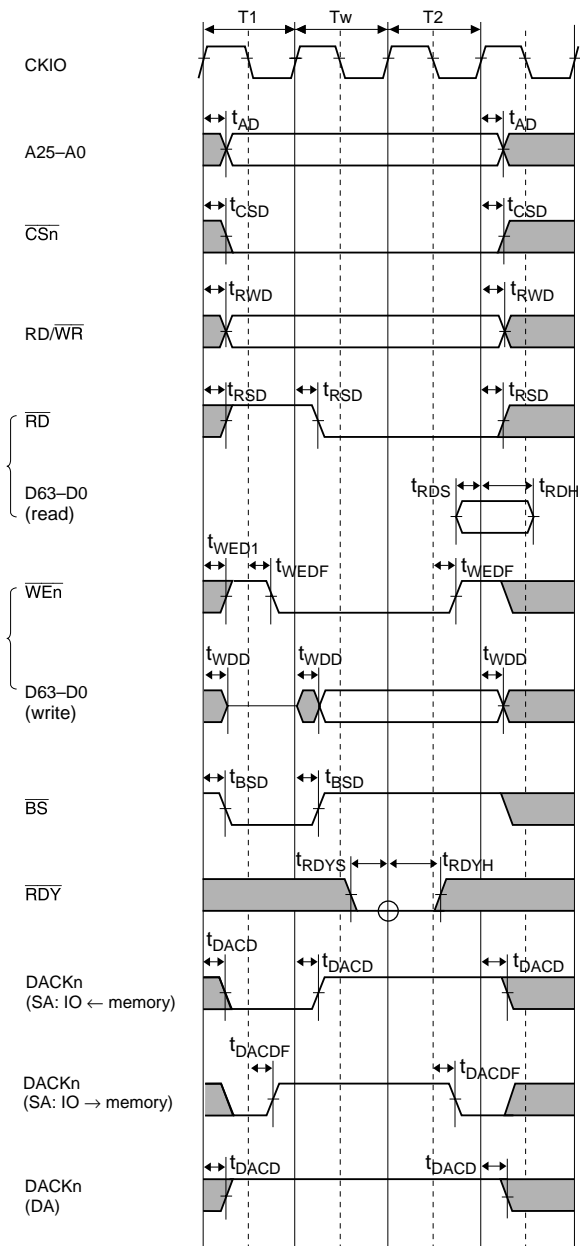 T1 Tw T2
CKIO
tAD tAD
A25–A0
tCSD tCSD
CSn
tRWD tRWD
RD/WR
tRSD tRSD tRSD
RD
tRDS tRDH
D63–D0
(read)
tWED1 tWEDF tWEDF
WEn
tWDD tWDD tWDD
D63–D0
(write)
tBSD tBSD
BS
tRDYS tRDYH
RDY
tDACD tDACD tDACD
DACKn
(SA: IO ← memory)
tDACDF tDACDF
DACKn
(SA: IO → memory)
tDACD tDACD
DACKn
(DA)